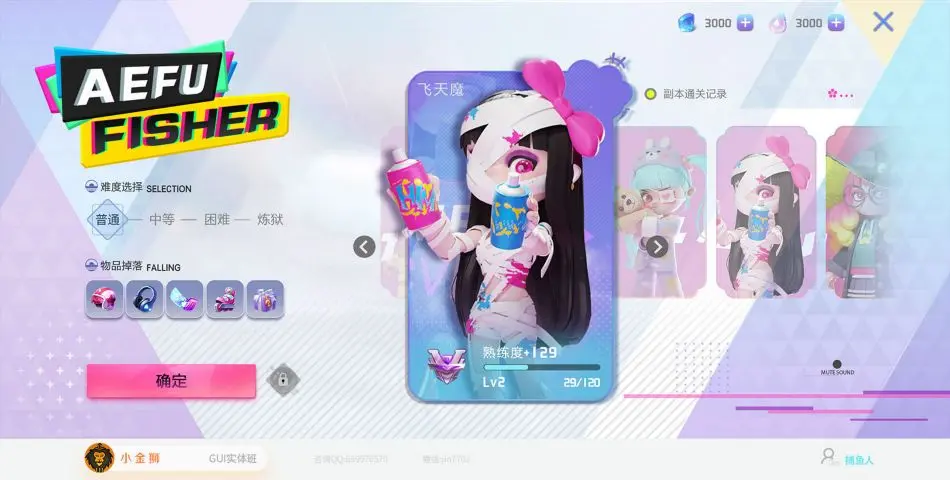 3000
3000
AEFU
FISHER
飞天魔
副本通关记录
难度选择 SELECTION
普通 中等 困难 炼狱
物品掉落 FALLING
熟练度+129
Lv2 29/120
确定
MUTE SOUND
小金狮
GUI实体班
捕鱼人